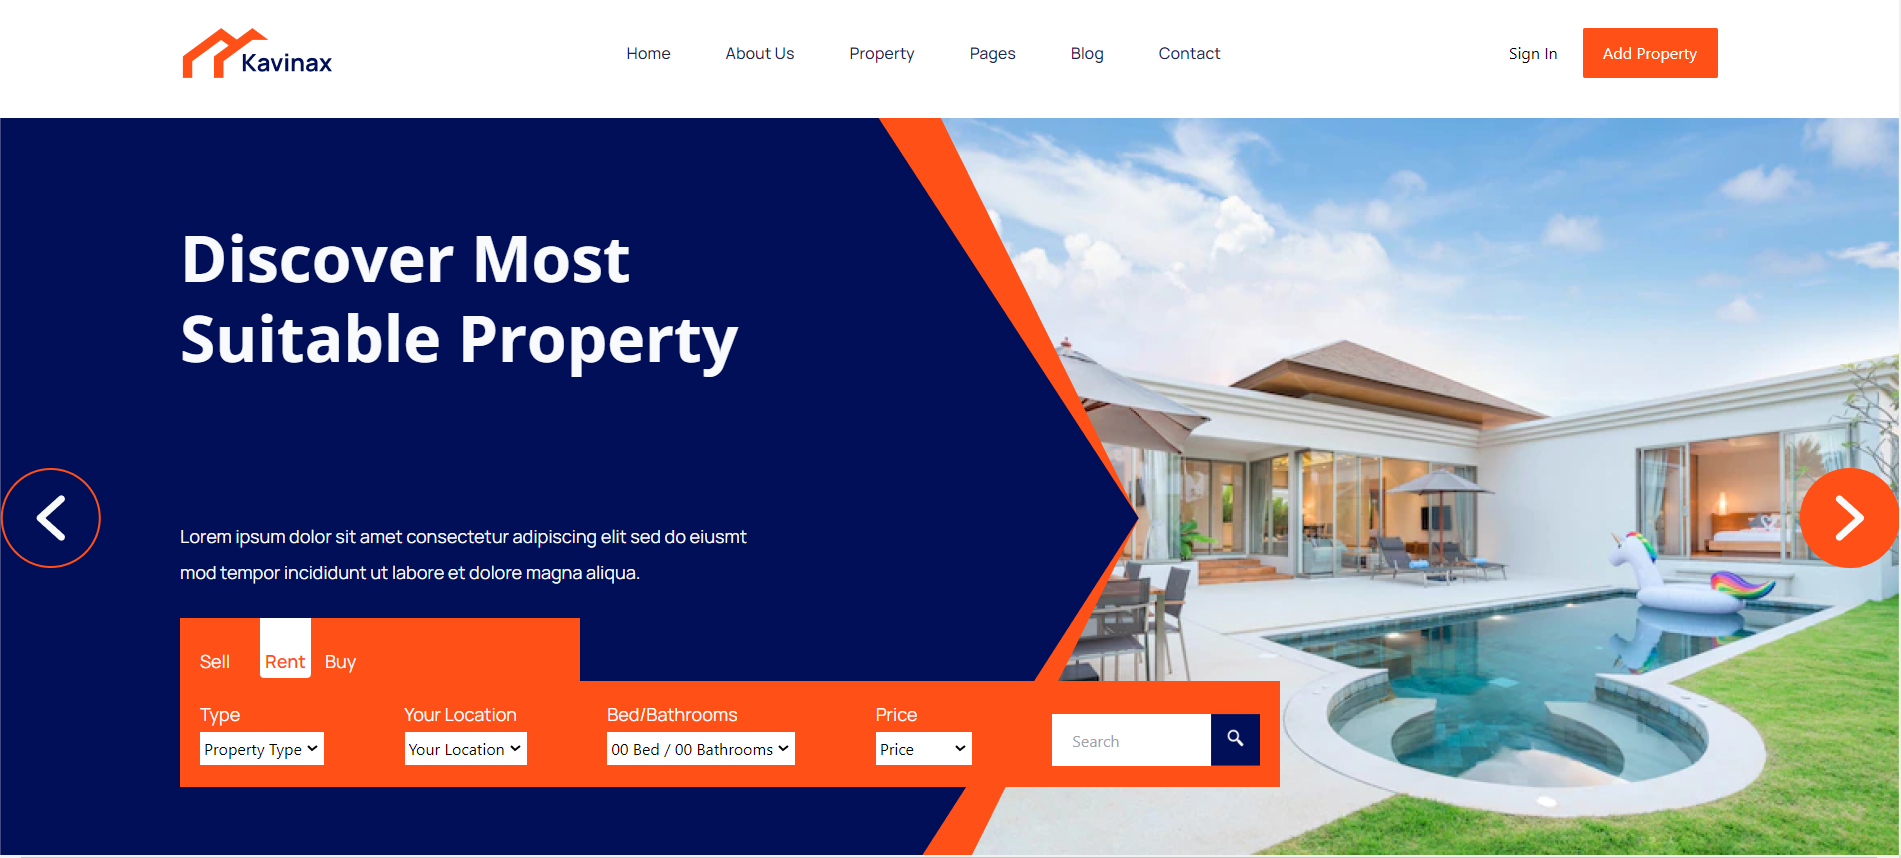 Kavinax
Home About Us Property Pages Blog Contact
Sign In Add Property
Discover Most
Suitable Property
Lorem ipsum dolor sit amet consectetur adipiscing elit sed do eiusmt
mod tempor incididunt ut labore et dolore magna aliqua.
Sell Rent Buy
Type Your Location Bed/Bathrooms Price
Property Type Your Location 00 Bed / 00 Bathrooms Price Search